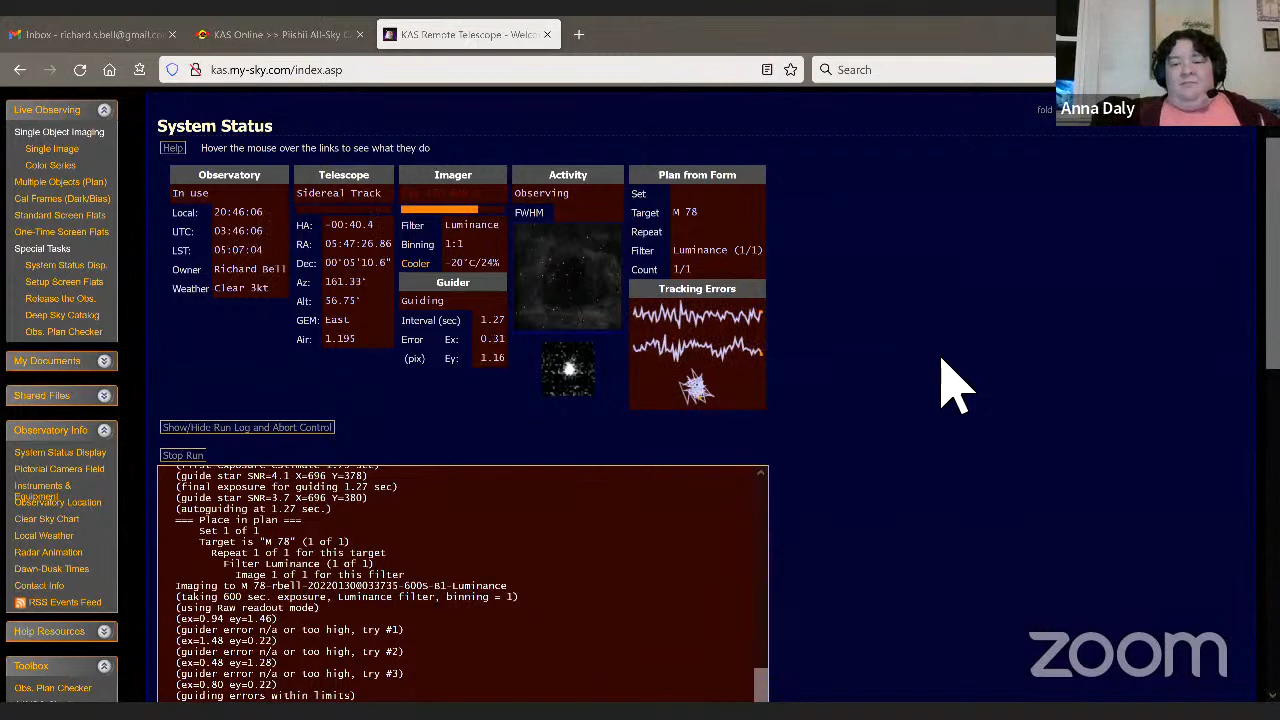 Inbox - richard.s.bell@gmail.co
KAS Online >> Piishii All-Sky C
KAS Remote Telescope - Welco
kas.my-sky.com/index.asp
Search
Anna Daly
Live Observing
Single Object Imaging
Single Image
Color Series
Multiple Objects (Plan)
Cal Frames (Dark/Bias)
Standard Screen Flats
One-Time Screen Flats
Special Tasks
System Status Disp.
Setup Screen Flats
Release the Obs.
Deep Sky Catalog
Obs. Plan Checker
My Documents
Shared Files
Observatory Info
System Status Display
Pictorial Camera Field
Instruments &
Equipment
Observatory Location
Clear Sky Chart
Local Weather
Radar Animation
Dawn-Dusk Times
Contact Info
RSS Events Feed
Help Resources
Toolbox
Obs. Plan Checker
System Status
fold
Help
Hover the mouse over the links to see what they do
Observatory
In use
Local: 20:46:06
UTC: 03:46:06
LST: 05:07:04
Owner Richard Bell
Weather Clear 3kt
Telescope
Sidereal Track
HA: -00:40.4
RA: 05:47:26.86
Dec: 00°05'10.6"
Az: 161.33°
Alt: 56.75°
GEM: East
Air: 1.195
Imager
Filter Luminance
Binning 1:1
Cooler -20°C/24%
Guider
Guiding
Interval (sec) 1.27
Error Ex: 0.31
(pix) Ey: 1.16
Activity
Observing
FWHM
Plan from Form
Set
Target M 78
Repeat
Filter Luminance (1/1)
Count 1/1
Tracking Errors
Show/Hide Run Log and Abort Control
Stop Run
(final exposure estimate 1.75 sec)
(guide star SNR=4.1 X=696 Y=378)
(final exposure for guiding 1.27 sec)
(guide star SNR=3.7 X=696 Y=380)
(autoguiding at 1.27 sec.)
=== Place in plan ===
Set 1 of 1
Target is "M 78" (1 of 1)
Repeat 1 of 1 for this target
Filter Luminance (1 of 1)
Image 1 of 1 for this filter
Imaging to M 78-rbell-20220130@033735-600S-B1-Luminance
(taking 600 sec. exposure, Luminance filter, binning = 1)
(using Raw readout mode)
(ex=0.94 ey=1.46)
(guider error n/a or too high, try #1)
(ex=1.48 ey=0.22)
(guider error n/a or too high, try #2)
(ex=0.48 ey=1.28)
(guider error n/a or too high, try #3)
(ex=0.80 ey=0.22)
(guiding errors within limits)
zoom